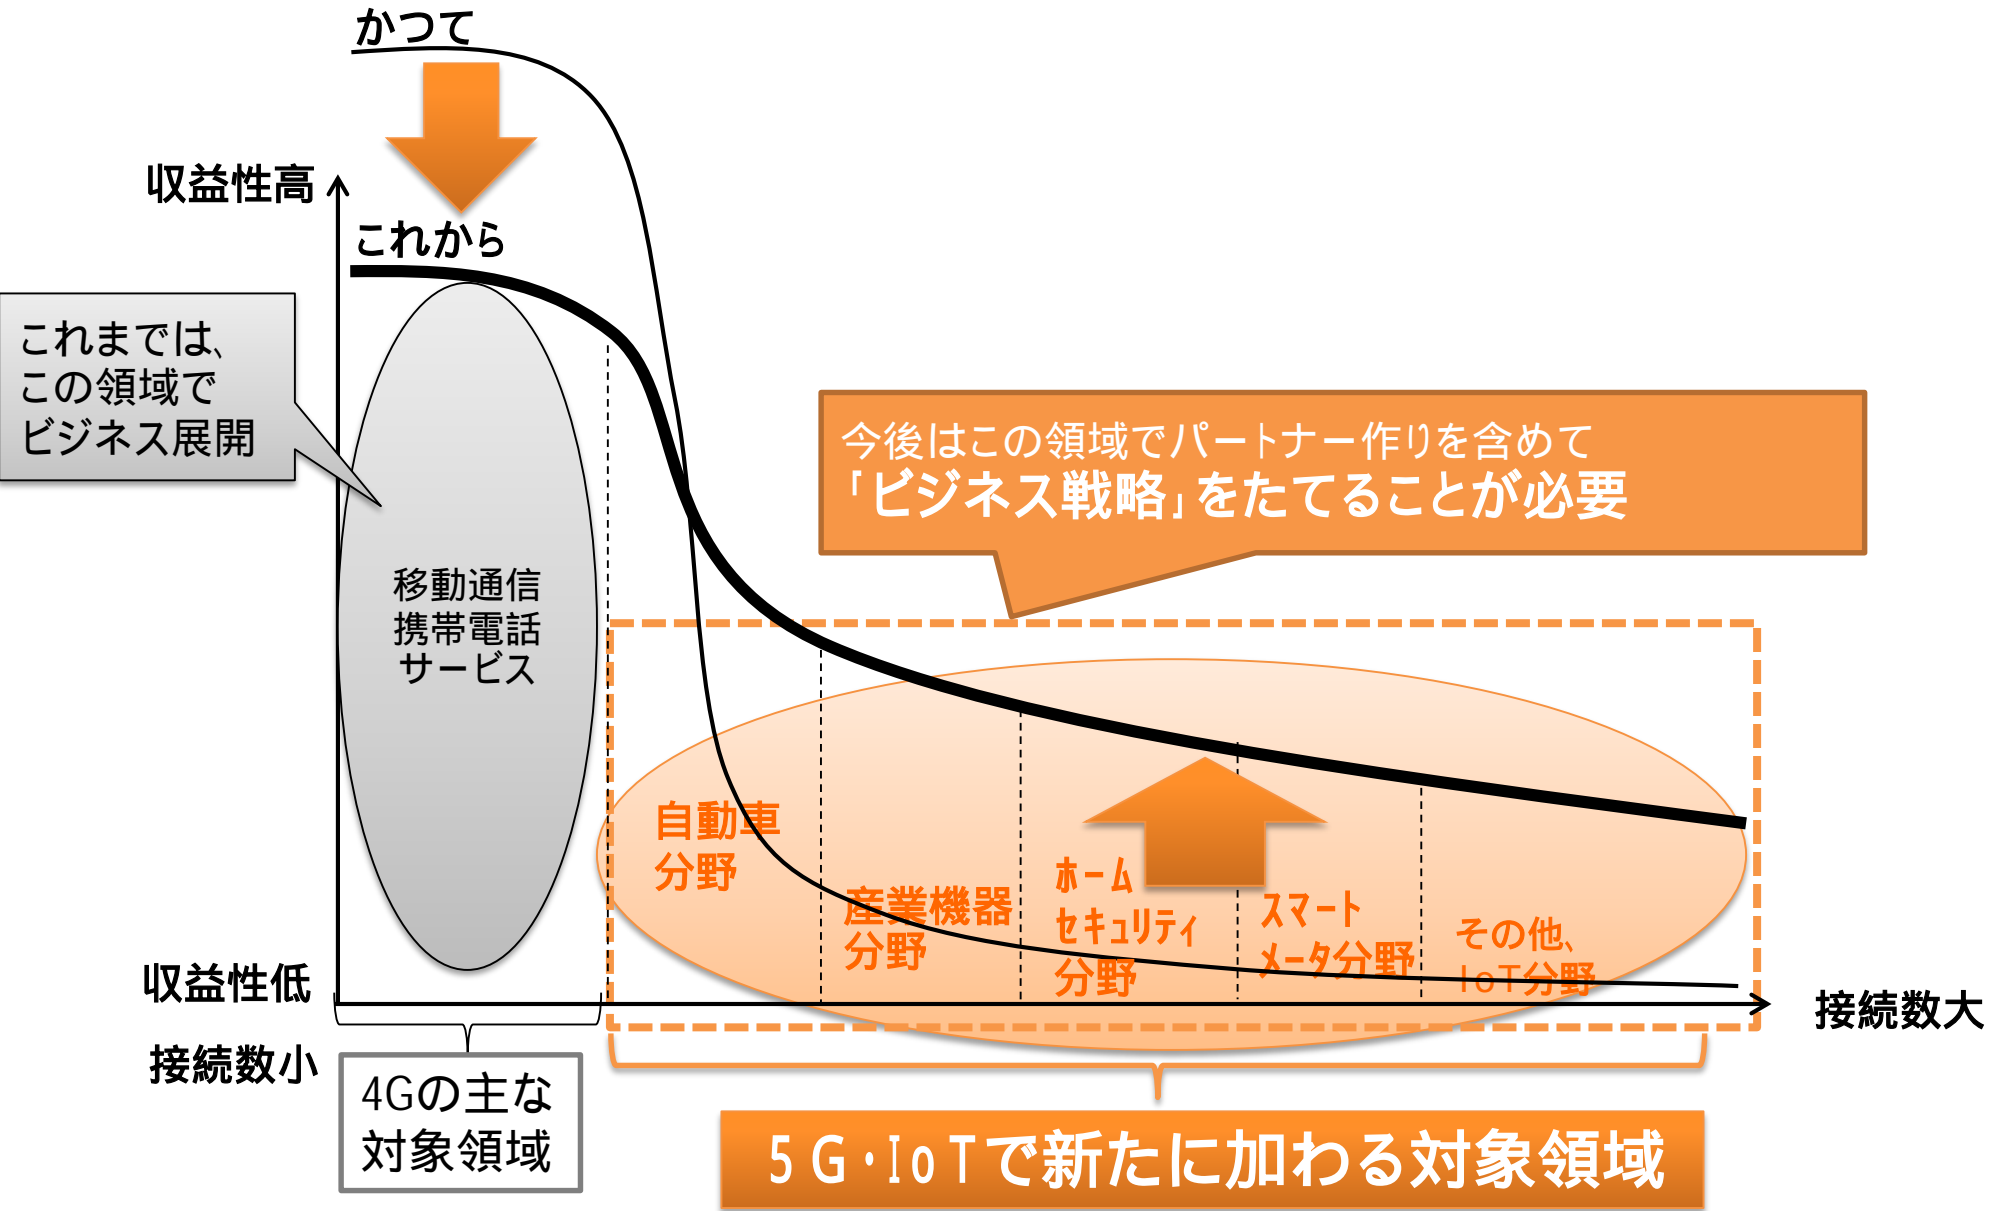 かつて
収益性高
これから
これまでは、
この領域で
ビジネス展開
今後はこの領域でパートナー作りを含めて
「ビジネス戦略」をたてることが必要
移動通信
携帯電話
サービス
自動車
分野
産業機器
分野
ﾎｰﾑ
ｾｷｭﾘﾃｨ
分野
ｽﾏｰﾄ
ﾒｰﾀ分野
その他、
IoT分野
収益性低
接続数大
接続数小
4Gの主な
対象領域
５Ｇ・ＩｏＴで新たに加わる対象領域